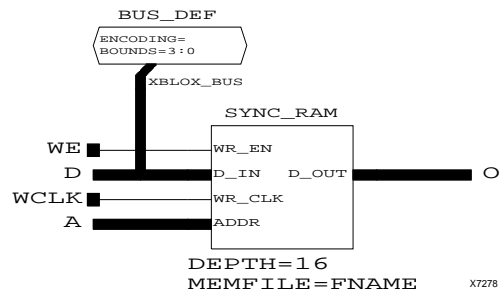 BUS_DEF
ENCODING=
BOUNDS=3:0
XBLOX_BUS
SYNC_RAM
WE
WR_EN
D
D_IN
D_OUT
O
WCLK
WR_CLK
A
ADDR
DEPTH=16
MEMFILE=FNAME
X7278